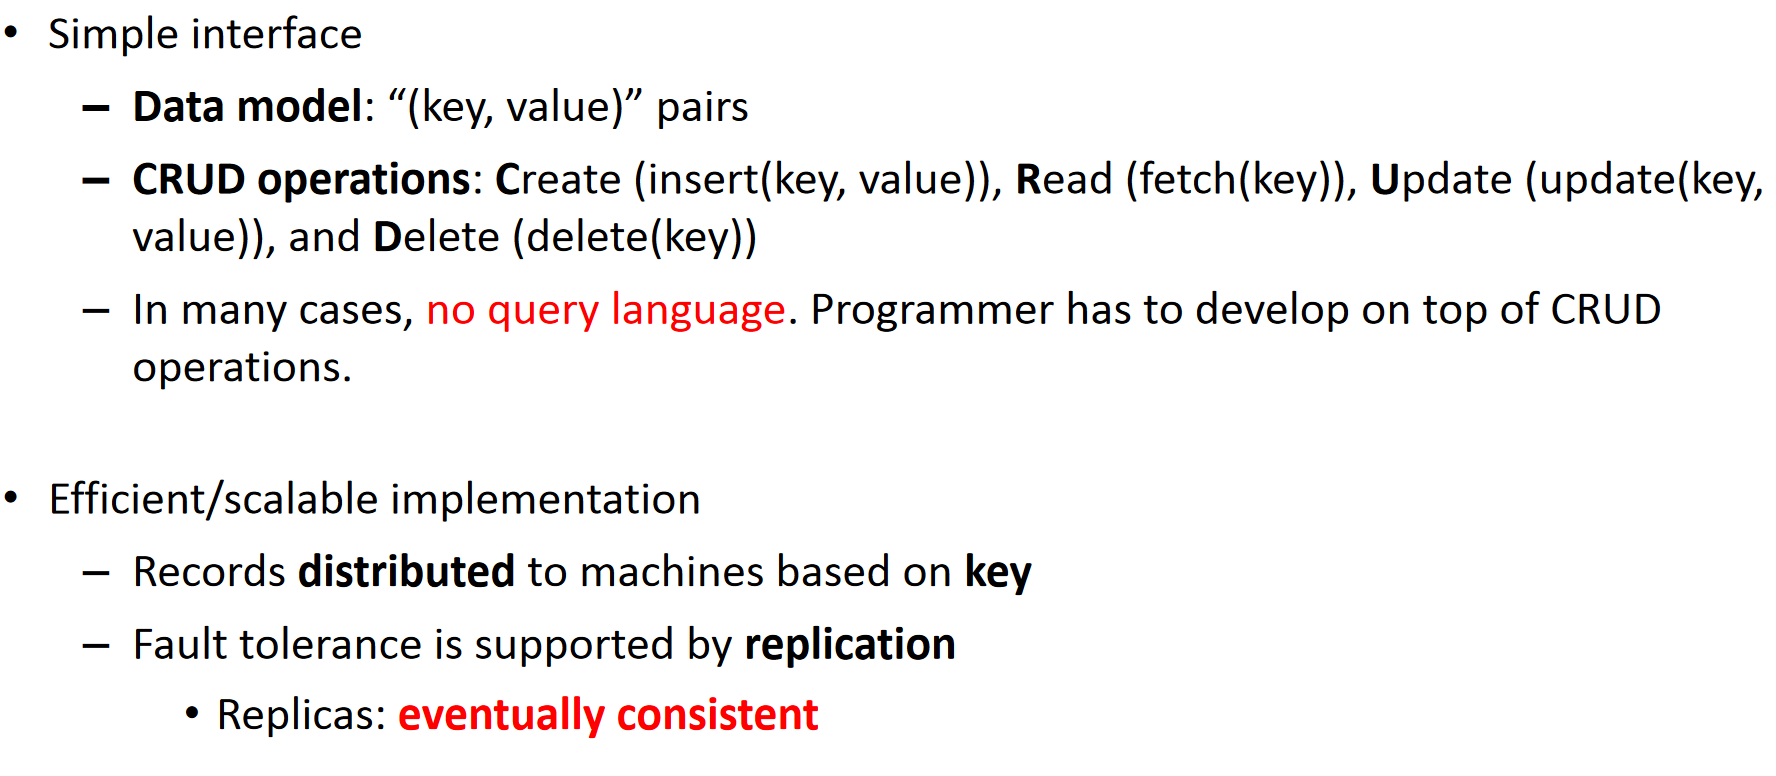 • Simple interface
– Data model: “(key, value)” pairs
– CRUD operations: Create (insert(key, value)), Read (fetch(key)), Update (update(key,
value)), and Delete (delete(key))
– In many cases, no query language. Programmer has to develop on top of CRUD
operations.
• Efficient/scalable implementation
– Records distributed to machines based on key
– Fault tolerance is supported by replication
• Replicas: eventually consistent